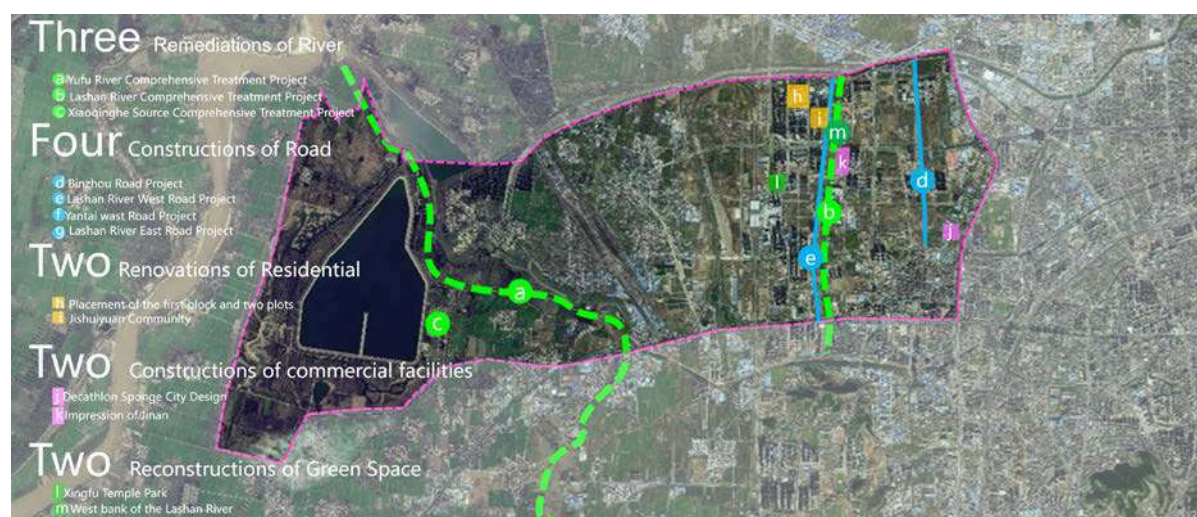 Three Remediations of River
a Yufu River Comprehensive Treatment Project
b Lashan River Comprehensive Treatment Project
c Xiaoqinghe Source Comprehensive Treatment Project
Four Constructions of Road
d Binzhou Road Project
e Lashan River West Road Project
f Yantai wast Road Project
g Lashan River East Road Project
Two Renovations of Residential
h Placement of the first plock and two plots
i Jishuiyuan Community
Two Constructions of commercial facilities
j Decathlon Sponge City Design
k Impression of Jinan
Two Reconstructions of Green Space
l Xingfu Temple Park
m West bank of the Lashan River
h
i
m
k
l
d
b
j
e
a
c